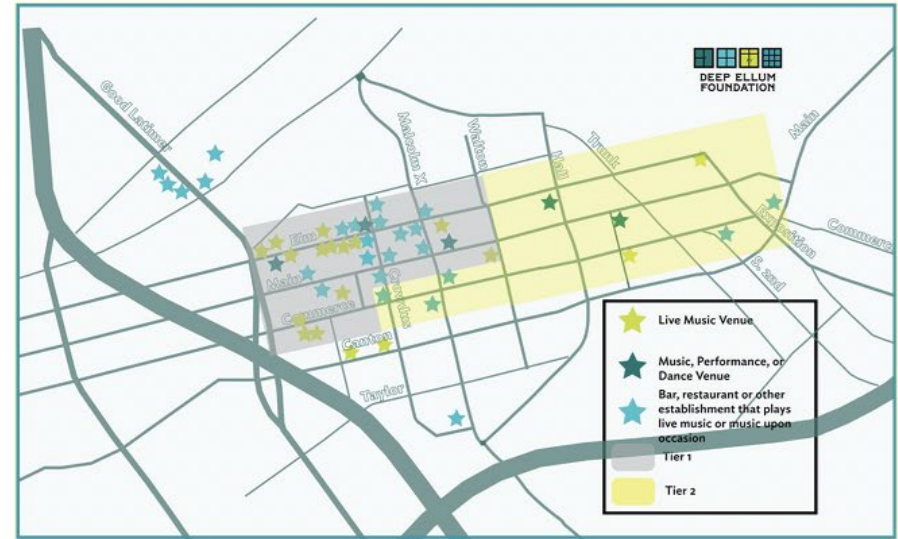 DEEP ELLUM
FOUNDATION
Good Latimer
Malcolm X
Walton
Hall
Trunk
Main
Elm
Main
Commerce
Crowdus
Canton
Taylor
Exposition
Commerce
S. 2nd
Live Music Venue
Music, Performance, or
Dance Venue
Bar, restaurant or other
establishment that plays
live music or music upon
occasion
Tier 1
Tier 2